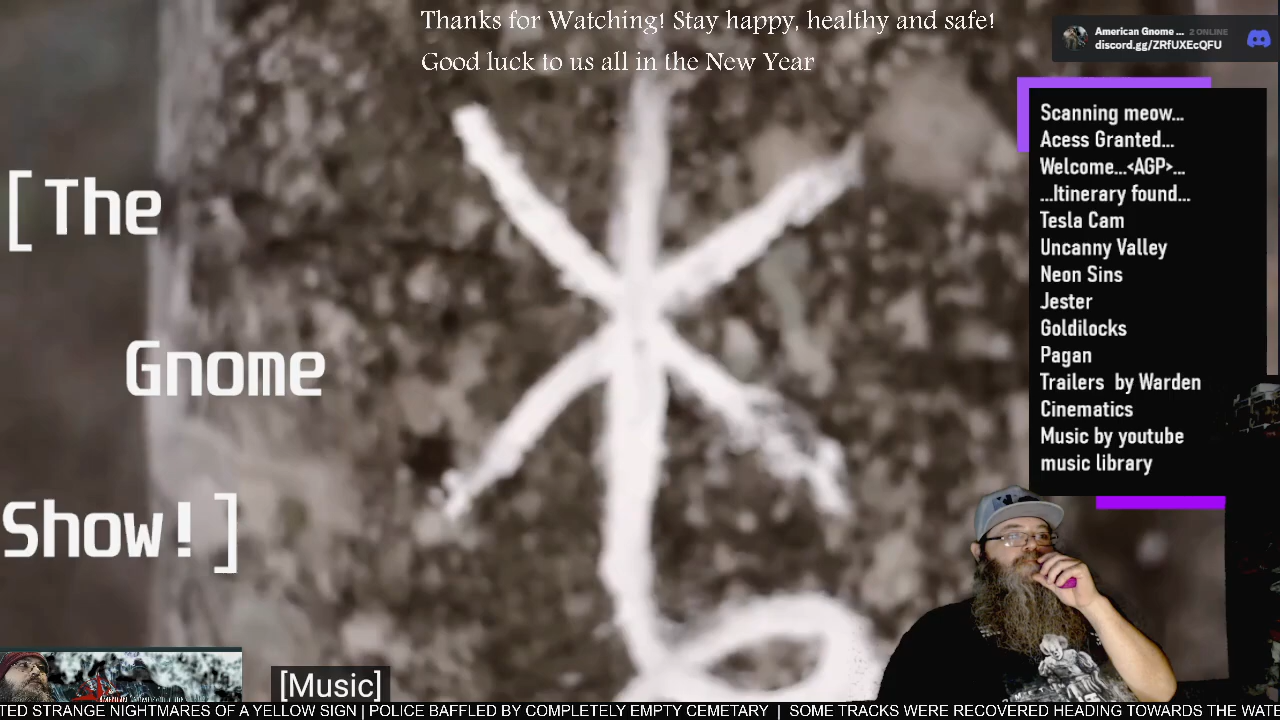 Thanks for Watching! Stay happy, healthy and safe!
Good luck to us all in the New Year
American Gnome ... 2 ONLINE
discord.gg/ZRfUXEcQFU
[The
Gnome
Show! ]
Scanning meow...
Acess Granted...
Welcome...<AGP>...
...Itinerary found...
Tesla Cam
Uncanny Valley
Neon Sins
Jester
Goldilocks
Pagan
Trailers by Warden
Cinematics
Music by youtube
music library
[Music]
TED STRANGE NIGHTMARES OF A YELLOW SIGN | POLICE BAFFLED BY COMPLETELY EMPTY CEMETARY | SOME TRACKS WERE RECOVERED HEADING TOWARDS THE WATE